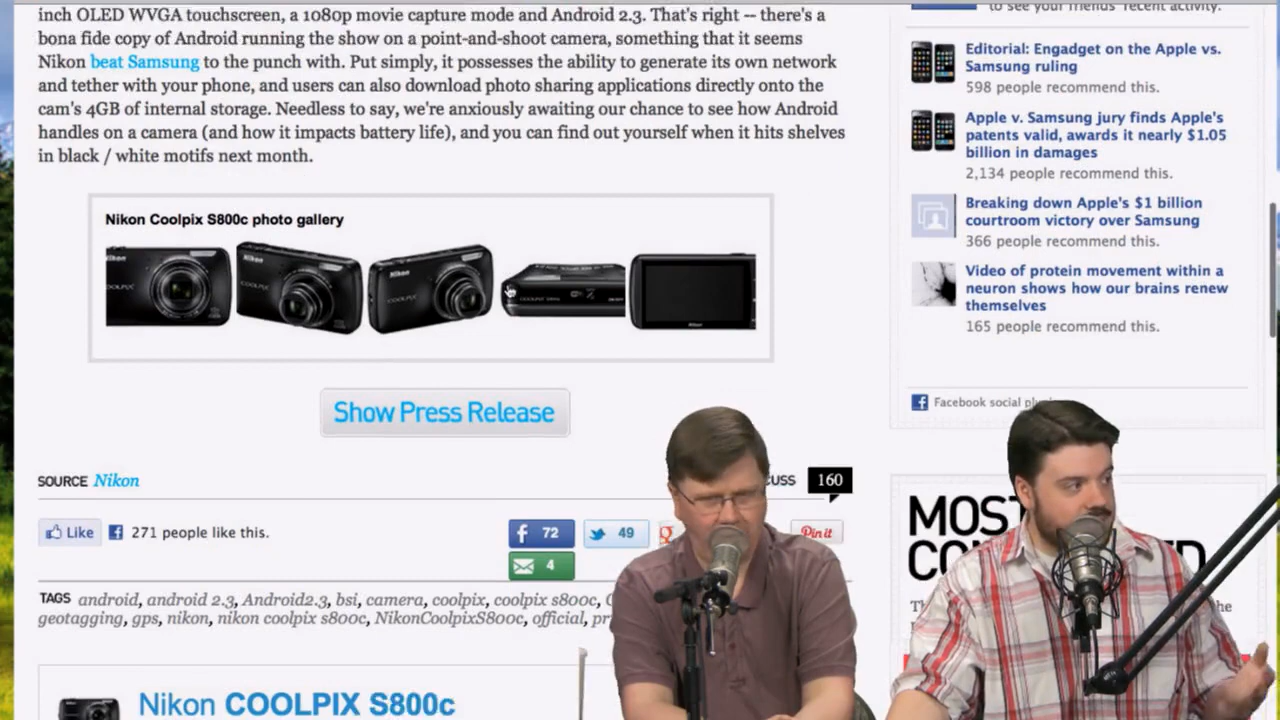 inch OLED WVGA touchscreen, a 1080p movie capture mode and Android 2.3. That's right -- there's a
bona fide copy of Android running the show on a point-and-shoot camera, something that it seems
Nikon beat Samsung to the punch with. Put simply, it possesses the ability to generate its own network
and tether with your phone, and users can also download photo sharing applications directly onto the
cam's 4GB of internal storage. Needless to say, we're anxiously awaiting our chance to see how Android
handles on a camera (and how it impacts battery life), and you can find out yourself when it hits shelves
in black / white motifs next month.
Nikon Coolpix S800c photo gallery
Nikon
COOLPIX
Nikon
Show Press Release
SOURCE Nikon
160
Like
271 people like this.
72
49
Pin it
4
TAGS android, android 2.3, Android2.3, bsi, camera, coolpix, coolpix s800c,
geotagging, gps, nikon, nikon coolpix s800c, NikonCoolpixS800c, official,
Nikon COOLPIX S800c
to see your friends' recent activity.
Editorial: Engadget on the Apple vs.
Samsung ruling
598 people recommend this.
Apple v. Samsung jury finds Apple's
patents valid, awards it nearly $1.05
billion in damages
2,134 people recommend this.
Breaking down Apple's $1 billion
courtroom victory over Samsung
366 people recommend this.
Video of protein movement within a
neuron shows how our brains renew
themselves
165 people recommend this.
Facebook social
MOST